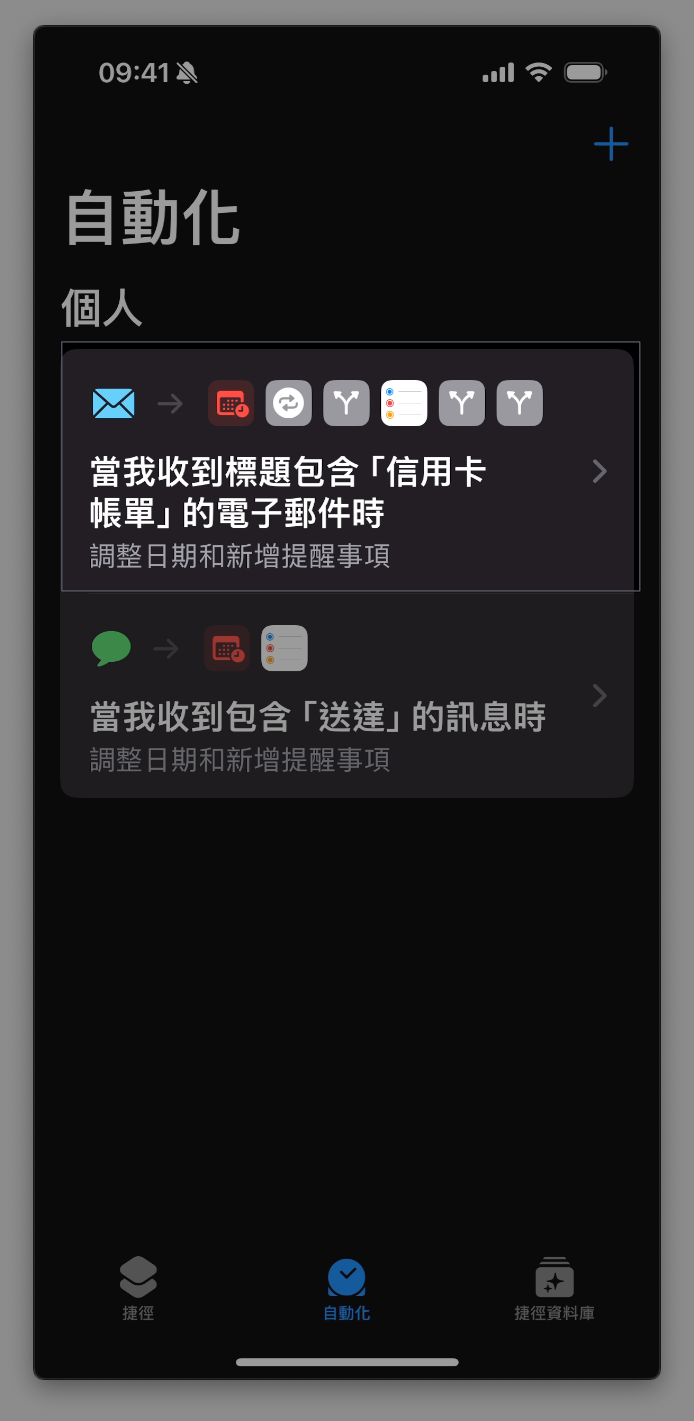 09:41
自動化
個人
當我收到標題包含「信用卡
帳單」的電子郵件時
調整日期和新增提醒事項
當我收到包含「送達」的訊息時
調整日期和新增提醒事項
捷徑
自動化
捷徑資料庫